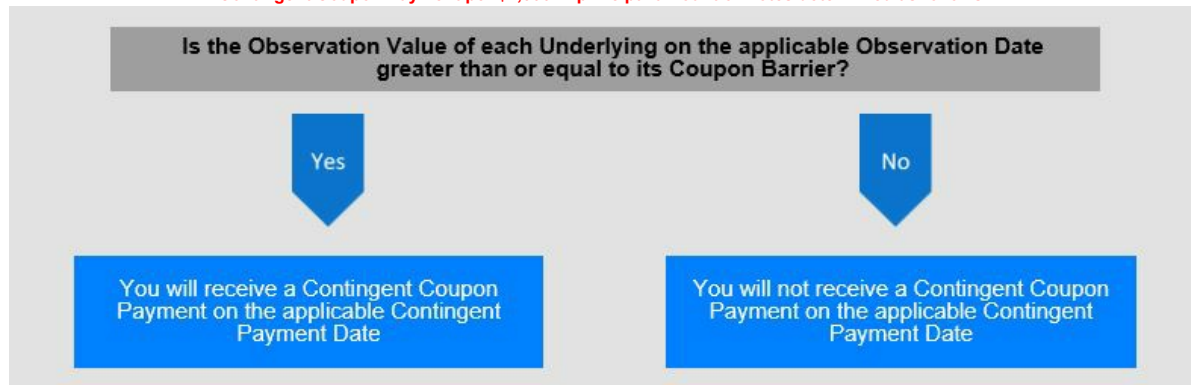 Is the Observation Value of each Underlying on the applicable Observation Date
greater than or equal to its Coupon Barrier?
Yes
No
You will receive a Contingent Coupon
Payment on the applicable Contingent
Payment Date
You will not receive a Contingent Coupon
Payment on the applicable Contingent
Payment Date